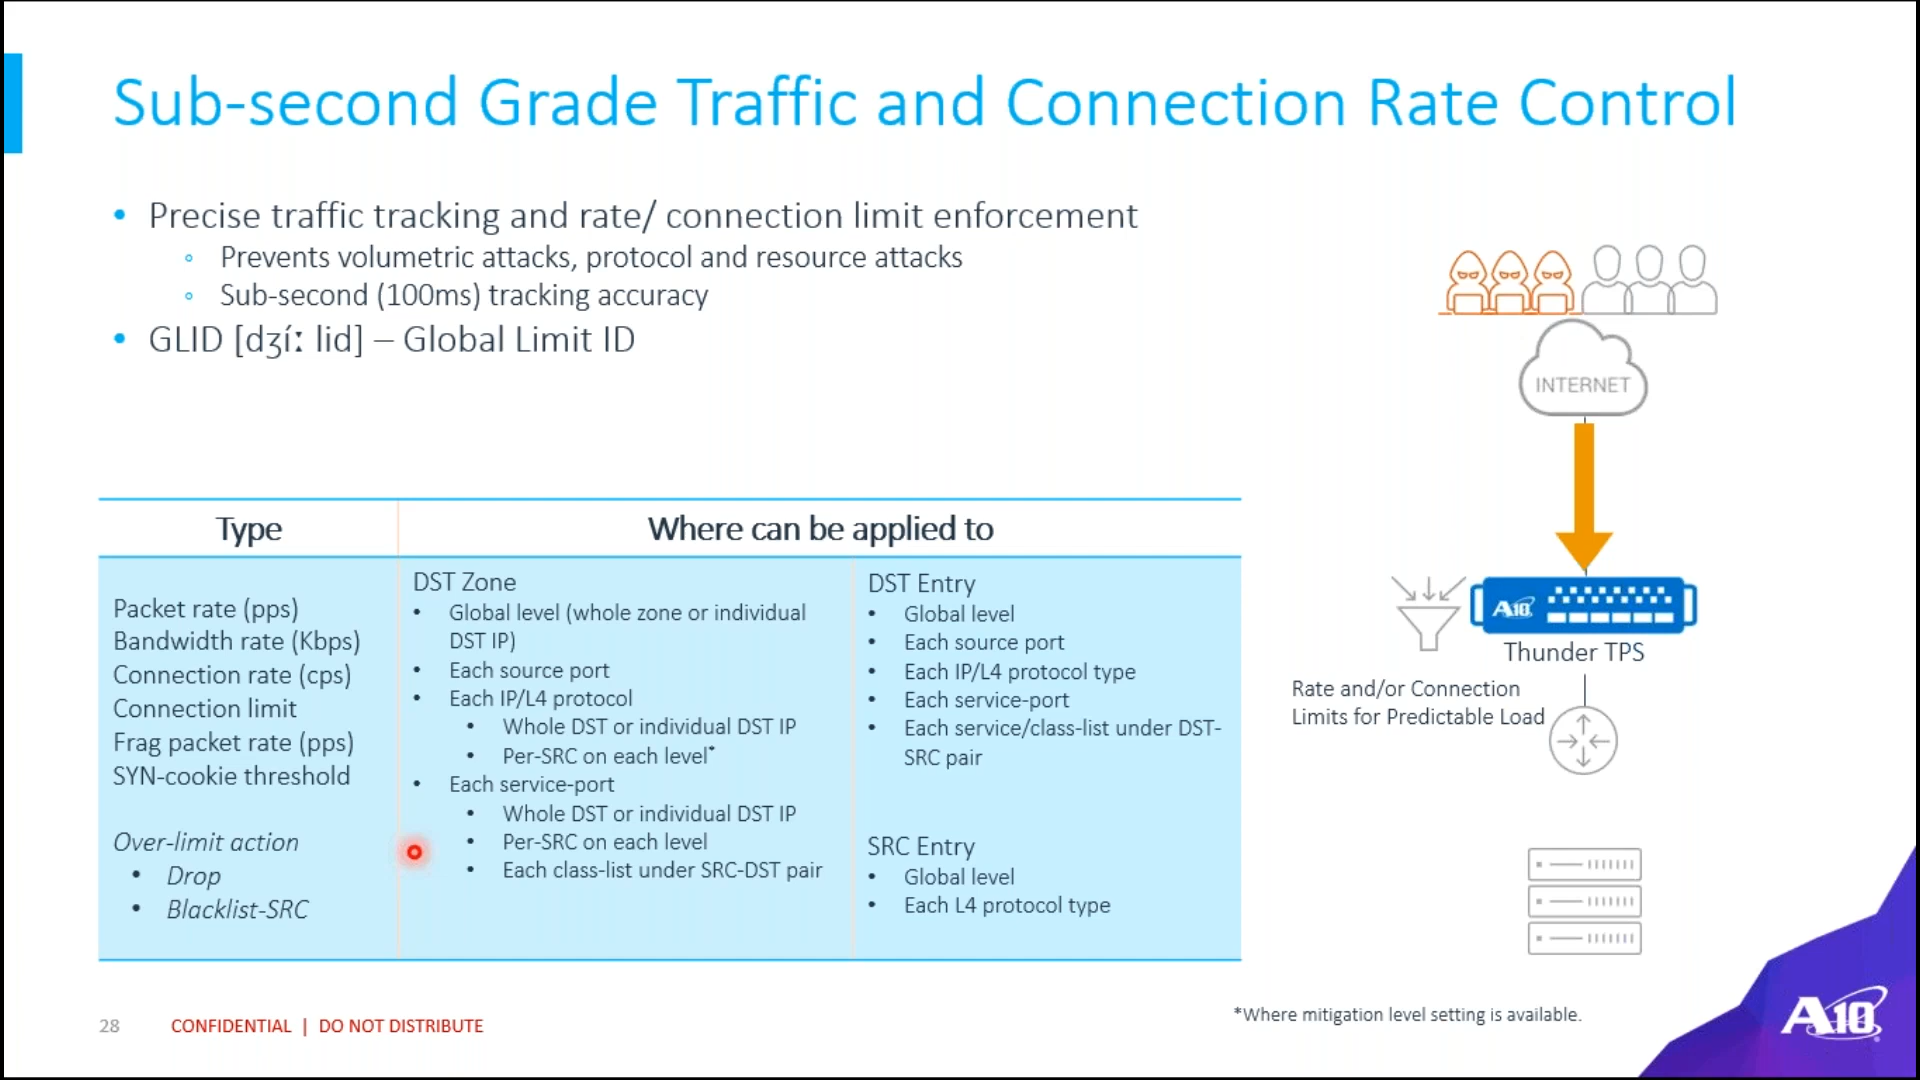 Sub-second Grade Traffic and Connection Rate Control
• Precise traffic tracking and rate/ connection limit enforcement
◦ Prevents volumetric attacks, protocol and resource attacks
◦ Sub-second (100ms) tracking accuracy
• GLID [dʒíː lid] – Global Limit ID
INTERNET
Type
Where can be applied to
Packet rate (pps)
Bandwidth rate (Kbps)
Connection rate (cps)
Connection limit
Frag packet rate (pps)
SYN-cookie threshold
Over-limit action
• Drop
• Blacklist-SRC
DST Zone
• Global level (whole zone or individual
DST IP)
• Each source port
• Each IP/L4 protocol
• Whole DST or individual DST IP
• Per-SRC on each level*
• Each service-port
• Whole DST or individual DST IP
• Per-SRC on each level
• Each class-list under SRC-DST pair
DST Entry
• Global level
• Each source port
• Each IP/L4 protocol type
• Each service-port
• Each service/class-list under DST-
SRC pair
SRC Entry
• Global level
• Each L4 protocol type
A10
Thunder TPS
Rate and/or Connection
Limits for Predictable Load
28
CONFIDENTIAL | DO NOT DISTRIBUTE
*Where mitigation level setting is available.
A10